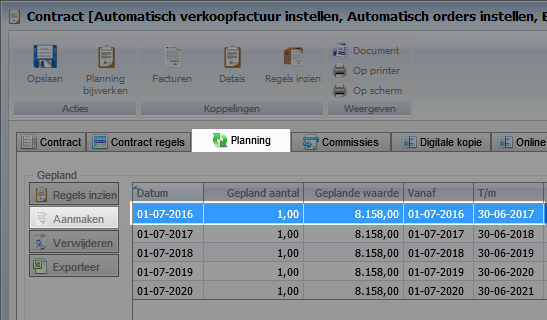 Contract [Automatisch verkoopfactuur instellen, Automatisch orders instellen, E
Opslaan Planning bijwerken Facturen Detais Regels inzien Document
Op printer
Op scherm
Acties Koppelingen Weergeven
Contract Contract regels Planning Commissies Digitale kopie Online
Gepland
Regels inzien
Aanmaken
Verwijderen
Exporteer
Datum Gepland aantal Geplande waarde Vanaf T/m
01-07-2016 1,00 8.158,00 01-07-2016 30-06-2017
01-07-2017 1,00 8.158,00 01-07-2017 30-06-2018
01-07-2018 1,00 8.158,00 01-07-2018 30-06-2019
01-07-2019 1,00 8.158,00 01-07-2019 30-06-2020
01-07-2020 1,00 8.158,00 01-07-2020 30-06-2021